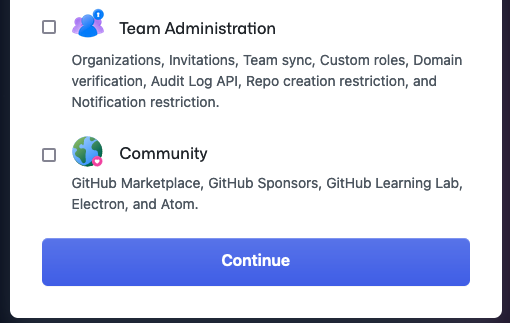 Team Administration
Organizations, Invitations, Team sync, Custom roles, Domain
verification, Audit Log API, Repo creation restriction, and
Notification restriction.
Community
GitHub Marketplace, GitHub Sponsors, GitHub Learning Lab,
Electron, and Atom.
Continue